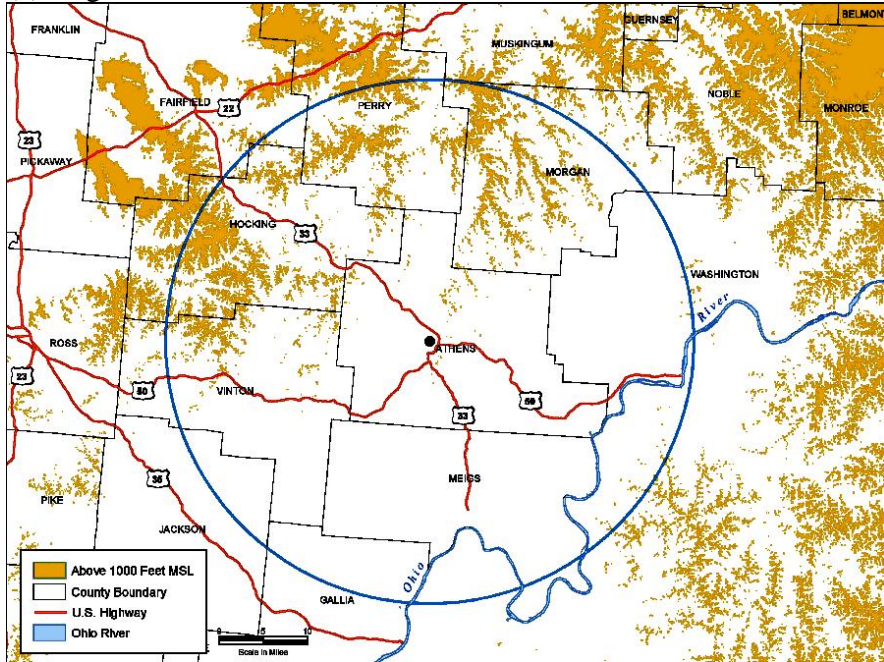 FRANKLIN
GUERNSEY
BELMONT
MUSKINGUM
FAIRFIELD
22
PERRY
NOBLE
MONROE
23
PICKAWAY
MORGAN
HOCKING
33
WASHINGTON
River
ROSS
ATHENS
23
50
VINTON
50
33
MEIGS
PIKE
35
JACKSON
Ohio
GALLIA
Above 1000 Feet MSL
County Boundary
U.S. Highway
Ohio River
0 5 10
Scale in Miles